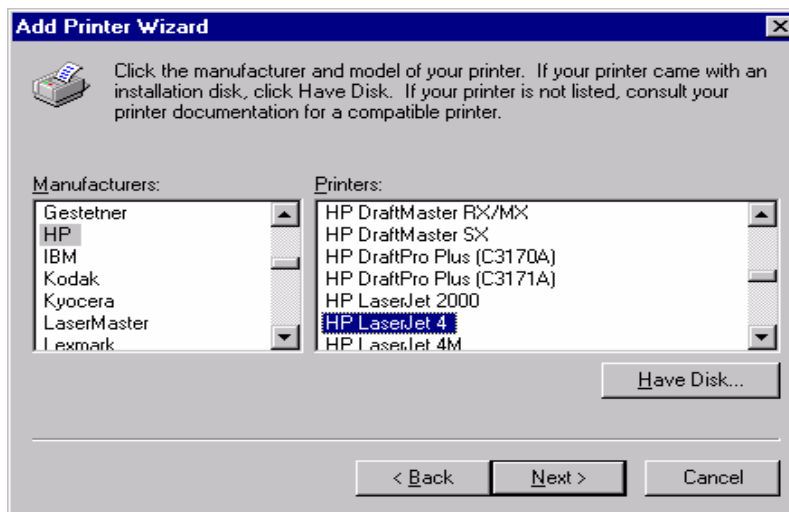 Add Printer Wizard
Click the manufacturer and model of your printer. If your printer came with an
installation disk, click Have Disk. If your printer is not listed, consult your
printer documentation for a compatible printer.
Manufacturers:
Gestetner
HP
IBM
Kodak
Kyocera
LaserMaster
Lexmark
Printers:
HP DraftMaster RX/MX
HP DraftMaster SX
HP DraftPro Plus (C3170A)
HP DraftPro Plus (C3171A)
HP LaserJet 2000
HP LaserJet 4
HP LaserJet 4M
Have Disk...
< Back
Next >
Cancel